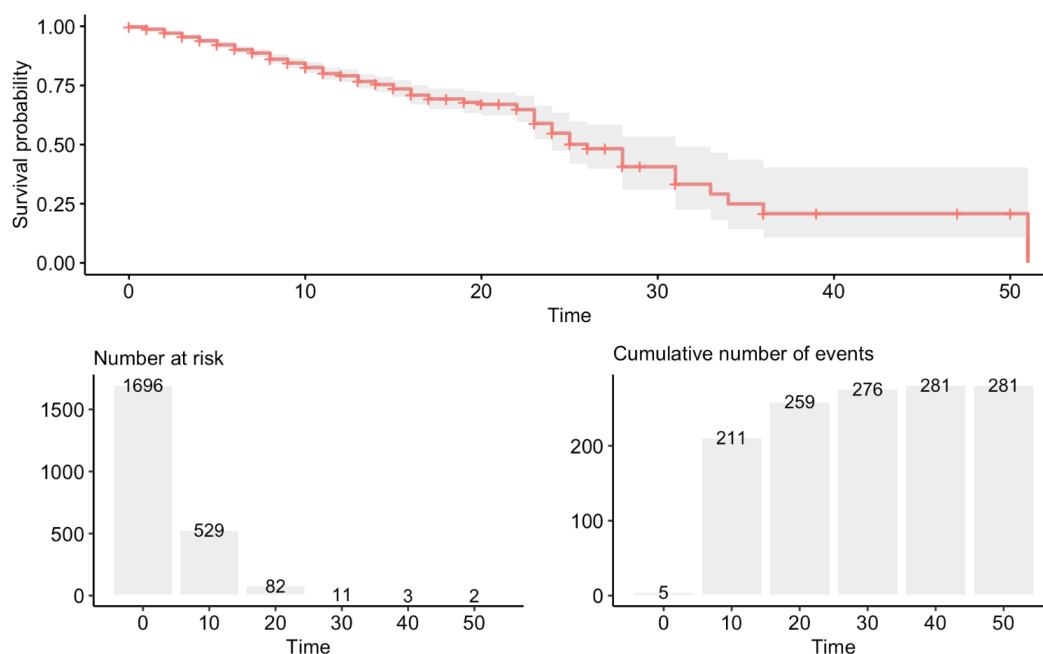 Survival probability
1.00
0.75
0.50
0.25
0.00
0 10 20 30 40 50
Time
Number at risk
1500
1000
500
0
1696 529 82 11 3 2
0 10 20 30 40 50
Time
Cumulative number of events
200
100
0
5 211 259 276 281 281
0 10 20 30 40 50
Time